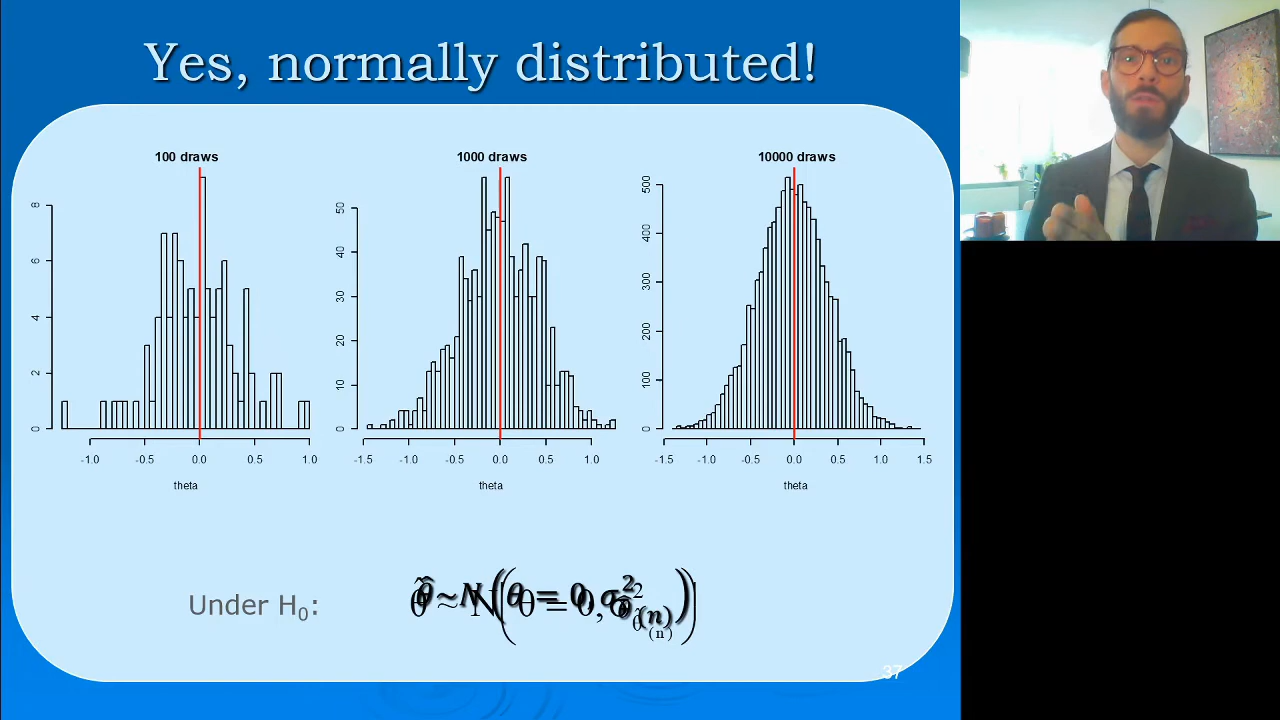 Yes, normally distributed!
100 draws
1000 draws
10000 draws
8
6
4
2
0
-1.0 -0.5 0.0 0.5 1.0
theta
50
40
30
20
10
0
-1.5 -1.0 -0.5 0.0 0.5 1.0
theta
500
400
300
200
100
0
-1.5 -1.0 -0.5 0.0 0.5 1.0 1.5
theta
Under H₀: θ̂ ~ N(θ = 0, σ²θ̂(n))
37